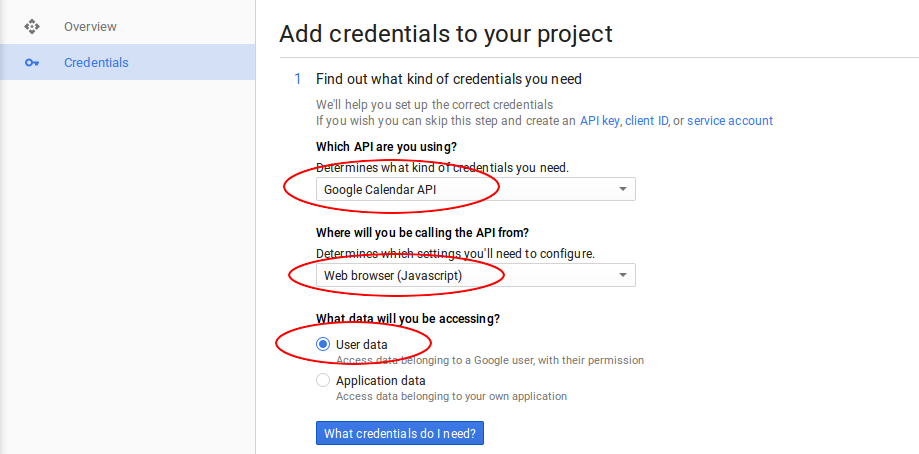 Overview
Credentials
Add credentials to your project
1 Find out what kind of credentials you need
We'll help you set up the correct credentials
If you wish you can skip this step and create an API key, client ID, or service account
Which API are you using?
Determines what kind of credentials you need.
Google Calendar API
Where will you be calling the API from?
Determines which settings you'll need to configure.
Web browser (Javascript)
What data will you be accessing?
User data
Access data belonging to a Google user, with their permission
Application data
Access data belonging to your own application
What credentials do I need?